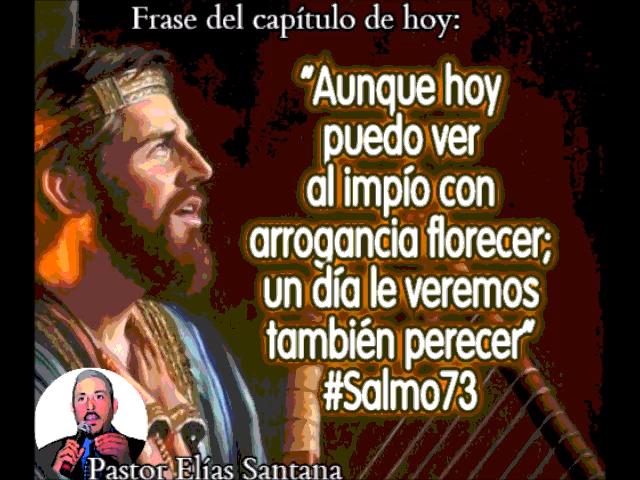 Frase del capítulo de hoy:
"Aunque hoy
puedo ver
al impío con
arrogancia florecer;
un día le veremos
también perecer"
#Salmo73
Pastor Elías Santana